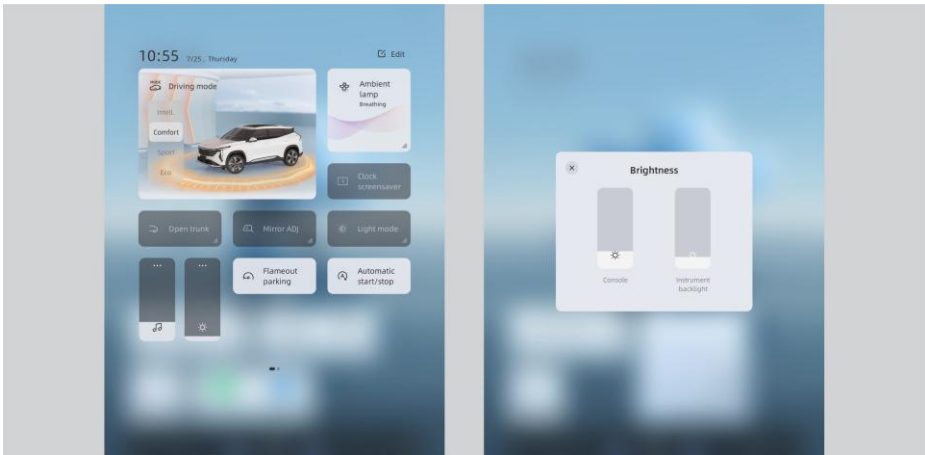 10:55 7/25 , Thursday
Edit
Driving mode
Intell.
Comfort
Sport
Eco
Ambient
lamp
Breathing
Clock
screensaver
Open trunk
Mirror ADJ
Light mode
Flameout
parking
Automatic
start/stop
Brightness
Console
Instrument
backlight